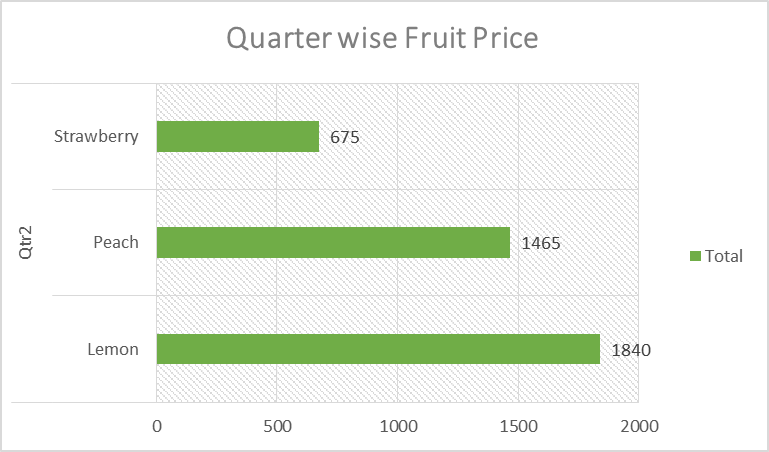 Quarter wise Fruit Price
Qtr2
Strawberry
675
Peach
1465
Lemon
1840
0 500 1000 1500 2000
Total